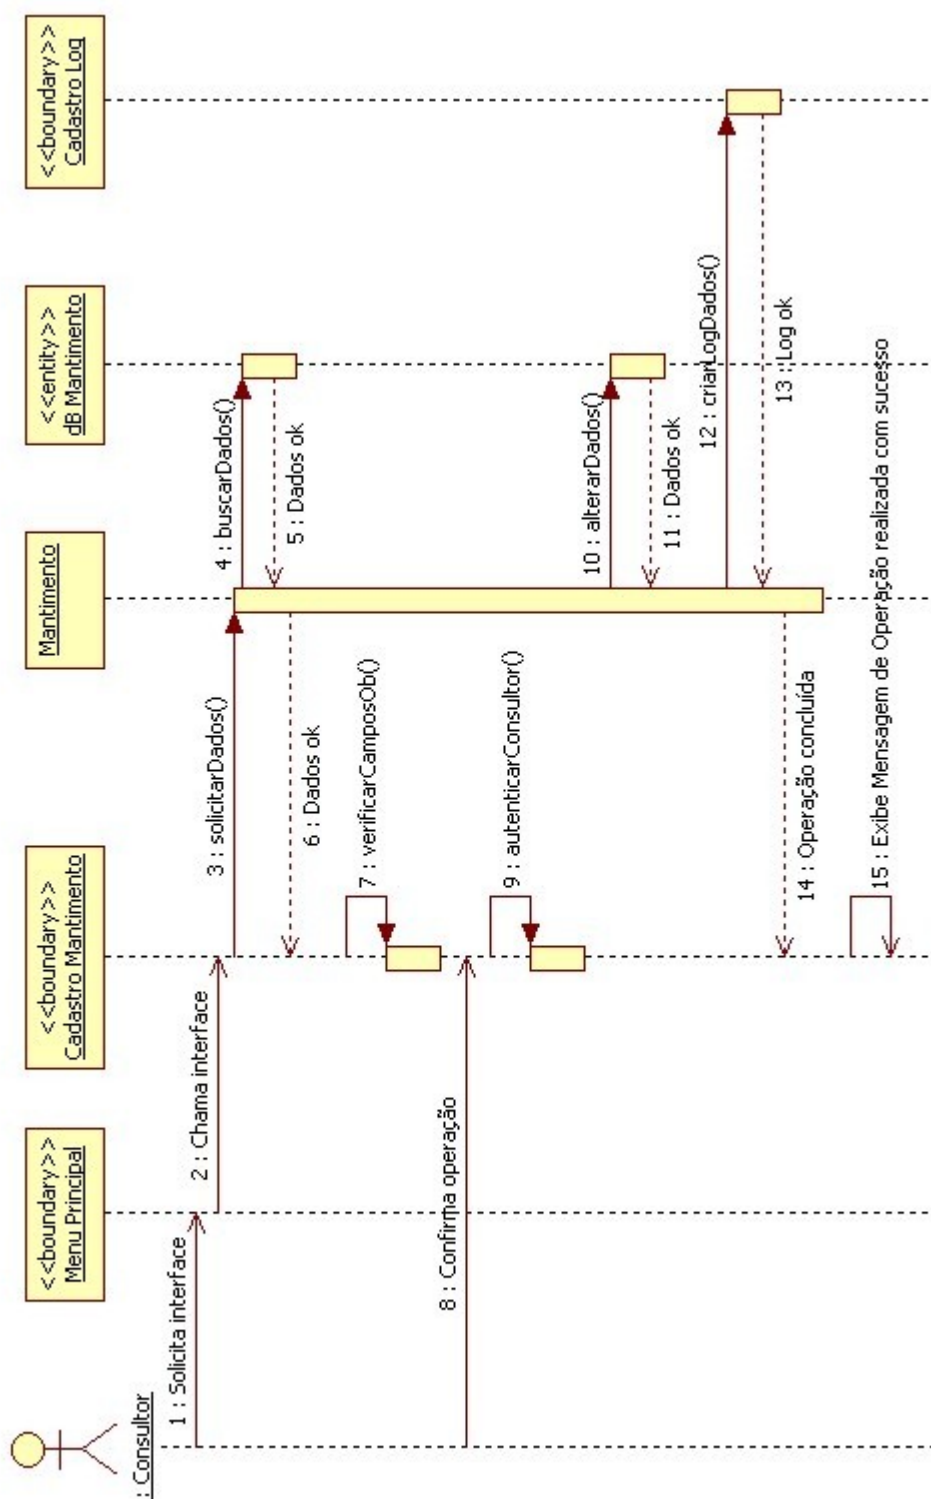 : Consultor
<<boundary>>
Menu Principal
<<boundary>>
Cadastro Mantimento
Mantimento
<<entity>>
dB Mantimento
<<boundary>>
Cadastro Log
1 : Solicita interface
2 : Chama interface
3 : solicitarDados()
4 : buscarDados()
5 : Dados ok
6 : Dados ok
7 : verificarCamposOb()
8 : Confirma operação
9 : autenticarConsultor()
10 : alterarDados()
11 : Dados ok
12 : criarLogDados()
13 : Log ok
14 : Operação concluída
15 : Exibe Mensagem de Operação realizada com sucesso